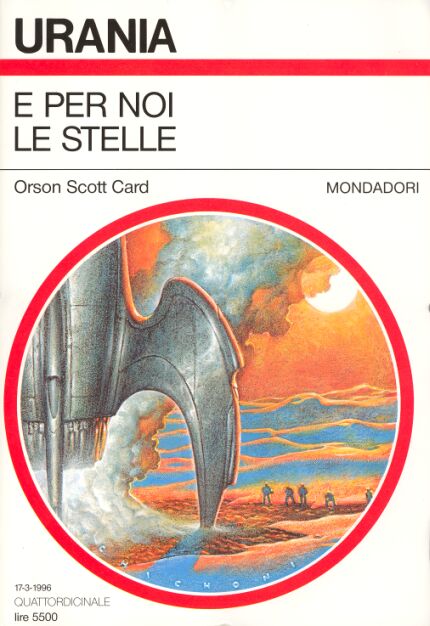 URANIA
E PER NOI
LE STELLE
Orson Scott Card
MONDADORI
17-3-1996
QUATTORDICINALE
lire 5500